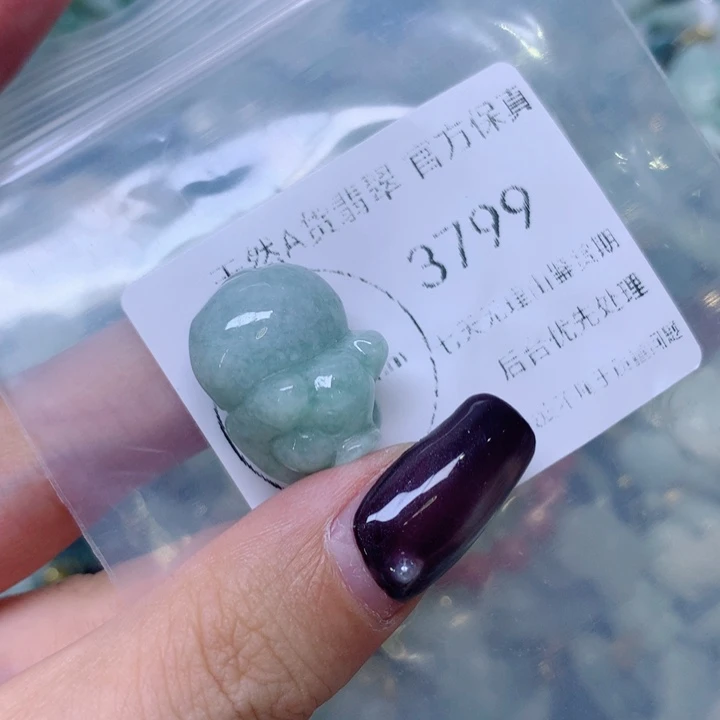 天然A货翡翠 官方保真
3799
七天无理由鉴赏期
后台优先处理